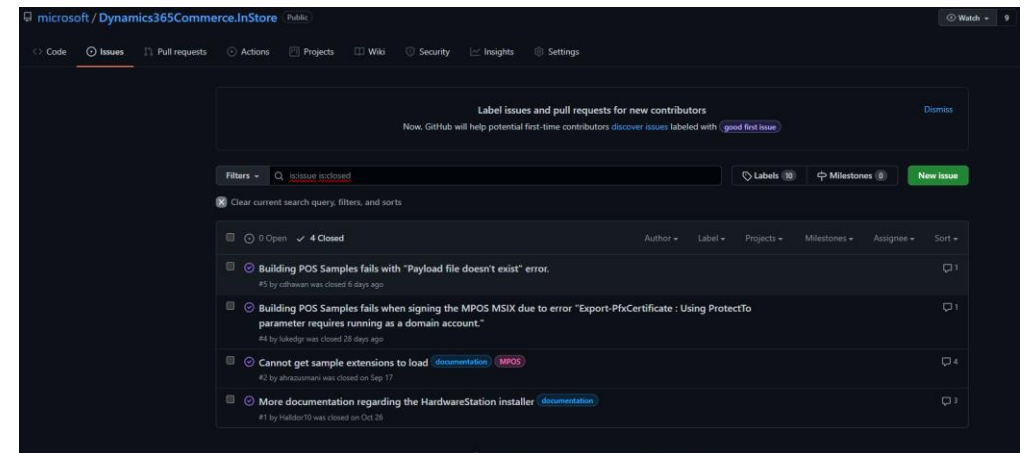 microsoft / Dynamics365Commerce.InStore Public Watch 9
Code Issues Pull requests Actions Projects Wiki Security Insights Settings
Label issues and pull requests for new contributors Dismiss
Now, GitHub will help potential first-time contributors discover issues labeled with good first issue
Filters is:issue is:closed Labels 10 Milestones 0 New issue
Clear current search query, filters, and sorts
0 Open 4 Closed Author Label Projects Milestones Assignee Sort
Building POS Samples fails with "Payload file doesn't exist" error. 1
#5 by cdhawan was closed 6 days ago
Building POS Samples fails when signing the MPOS MSIX due to error "Export-PfxCertificate : Using ProtectTo 1
parameter requires running as a domain account."
#4 by lukedgr was closed 28 days ago
Cannot get sample extensions to load documentation MPOS 4
#2 by ahrazusmani was closed on Sep 17
More documentation regarding the HardwareStation installer documentation 3
#1 by Halldor10 was closed on Oct 26